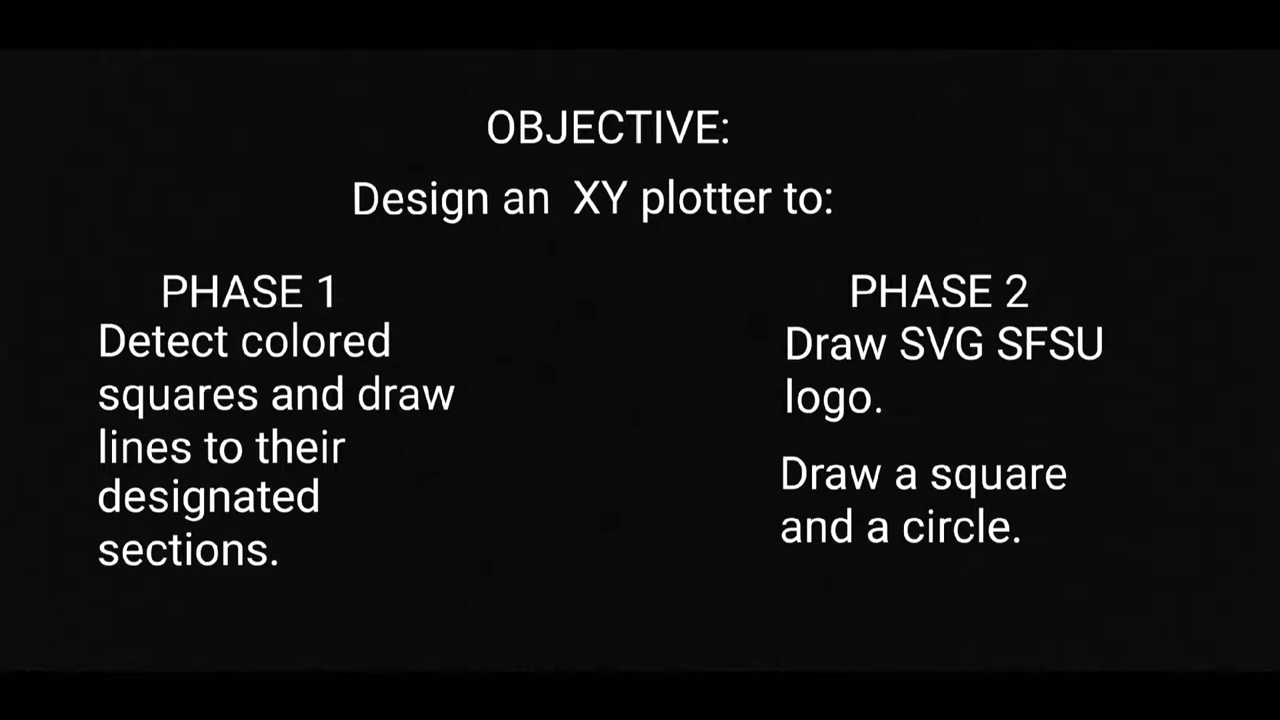 OBJECTIVE:
Design an XY plotter to:
PHASE 1
Detect colored
squares and draw
lines to their
designated
sections.
PHASE 2
Draw SVG SFSU
logo.
Draw a square
and a circle.